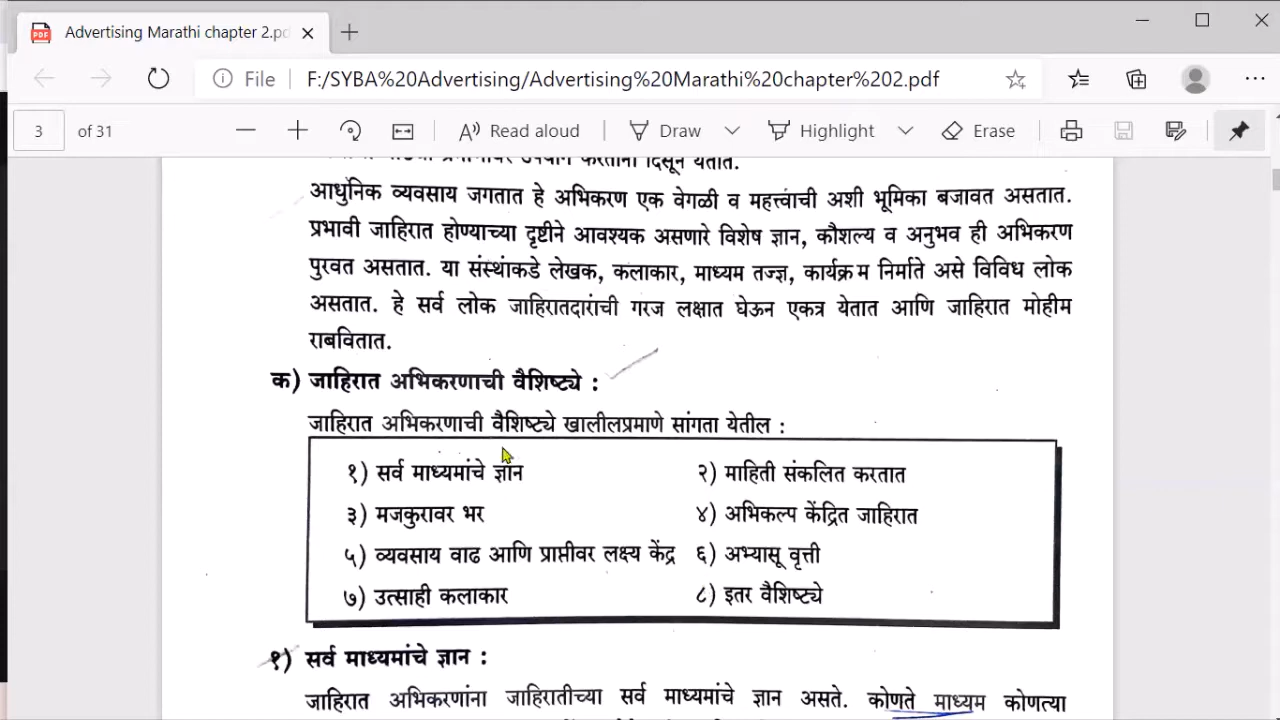 Advertising Marathi chapter 2.pd
File F:/SYBA%20Advertising/Advertising%20Marathi%20chapter%202.pdf
3 of 31 Read aloud Draw Highlight Erase
उपयोग करताना दिसून येतात.
आधुनिक व्यवसाय जगतात हे अभिकरण एक वेगळी व महत्त्वाची अशी भूमिका बजावत असतात.
प्रभावी जाहिरात होण्याच्या दृष्टीने आवश्यक असणारे विशेष ज्ञान, कौशल्य व अनुभव ही अभिकरण
पुरवत असतात. या संस्थांकडे लेखक, कलाकार, माध्यम तज्ज्ञ, कार्यक्रम निर्माते असे विविध लोक
असतात. हे सर्व लोक जाहिरातदारांची गरज लक्षात घेऊन एकत्र येतात आणि जाहिरात मोहीम
राबवितात.
क) जाहिरात अभिकरणाची वैशिष्ट्ये :
जाहिरात अभिकरणाची वैशिष्ट्ये खालीलप्रमाणे सांगता येतील :
१) सर्व माध्यमांचे ज्ञान २) माहिती संकलित करतात
३) मजकुरावर भर ४) अभिकल्प केंद्रित जाहिरात
५) व्यवसाय वाढ आणि प्राप्तीवर लक्ष्य केंद्र ६) अभ्यासू वृत्ती
७) उत्साही कलाकार ८) इतर वैशिष्ट्ये
१) सर्व माध्यमांचे ज्ञान :
जाहिरात अभिकरणांना जाहिरातीच्या सर्व माध्यमांचे ज्ञान असते. कोणते माध्यम कोणत्या